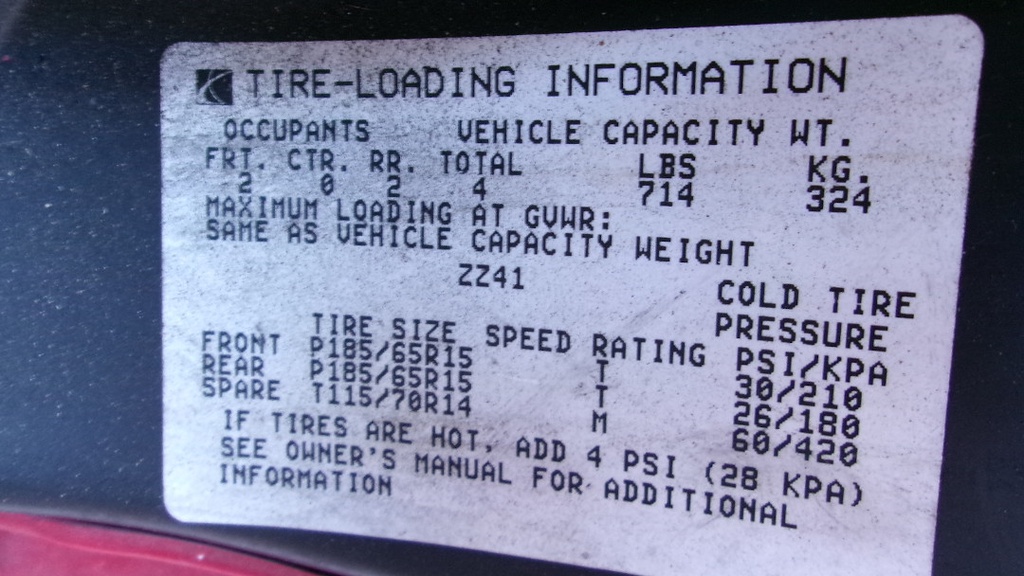 TIRE-LOADING INFORMATION
OCCUPANTS VEHICLE CAPACITY WT.
FRT. CTR. RR. TOTAL LBS KG.
2 0 2 4 714 324
MAXIMUM LOADING AT GVWR:
SAME AS VEHICLE CAPACITY WEIGHT
ZZ41
COLD TIRE
TIRE SIZE SPEED RATING PRESSURE
PSI/KPA
FRONT P185/65R15 T 30/210
REAR P185/65R15 T 26/180
SPARE T115/70R14 M 60/420
IF TIRES ARE HOT, ADD 4 PSI (28 KPA)
SEE OWNER'S MANUAL FOR ADDITIONAL
INFORMATION